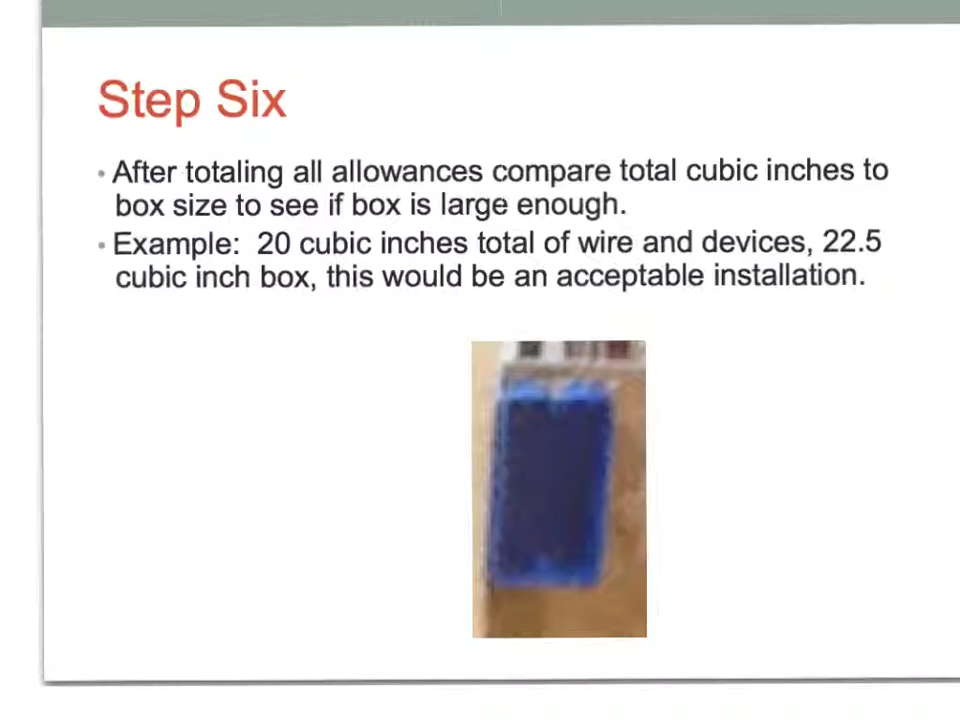 Step Six
• After totaling all allowances compare total cubic inches to
box size to see if box is large enough.
• Example:  20 cubic inches total of wire and devices, 22.5
cubic inch box, this would be an acceptable installation.